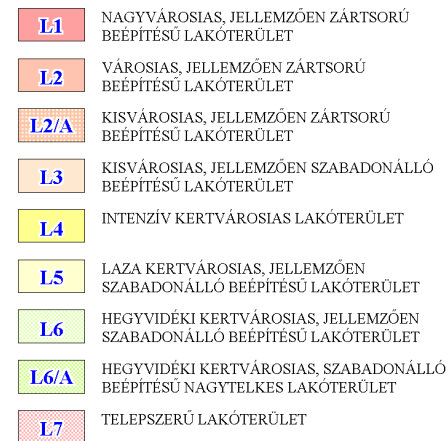 L1 NAGYVÁROSIAS, JELLEMZŐEN ZÁRTSORÚ
BEÉPÍTÉSŰ LAKÓTERÜLET
L2 VÁROSIAS, JELLEMZŐEN ZÁRTSORÚ
BEÉPÍTÉSŰ LAKÓTERÜLET
L2/A KISVÁROSIAS, JELLEMZŐEN ZÁRTSORÚ
BEÉPÍTÉSŰ LAKÓTERÜLET
L3 KISVÁROSIAS, JELLEMZŐEN SZABADONÁLLÓ
BEÉPÍTÉSŰ LAKÓTERÜLET
L4 INTENZÍV KERTVÁROSIAS LAKÓTERÜLET
L5 LAZA KERTVÁROSIAS, JELLEMZŐEN
SZABADONÁLLÓ BEÉPÍTÉSŰ LAKÓTERÜLET
L6 HEGYVIDÉKI KERTVÁROSIAS, JELLEMZŐEN
SZABADONÁLLÓ BEÉPÍTÉSŰ LAKÓTERÜLET
L6/A HEGYVIDÉKI KERTVÁROSIAS, SZABADONÁLLÓ
BEÉPÍTÉSŰ NAGYTELKES LAKÓTERÜLET
L7 TELEPSZERŰ LAKÓTERÜLET